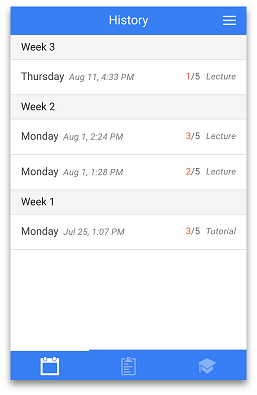 History
Week 3
Thursday Aug 11, 4:33 PM 1/5 Lecture
Week 2
Monday Aug 1, 2:24 PM 3/5 Lecture
Monday Aug 1, 1:28 PM 2/5 Lecture
Week 1
Monday Jul 25, 1:07 PM 3/5 Tutorial